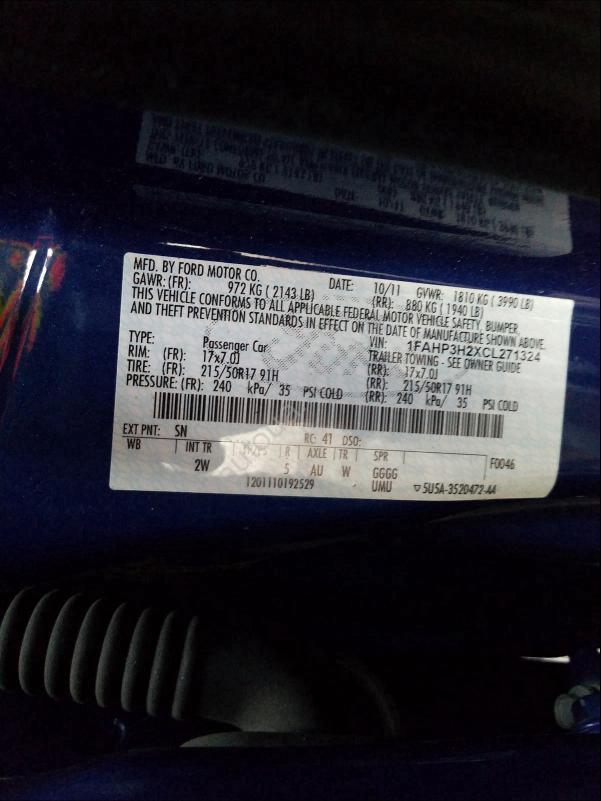 MFD. BY FORD MOTOR CO.
DATE: 10/11 GVWR: 1810 KG ( 3990 LB)
GAWR: (FR): 972 KG ( 2143 LB) (RR): 880 KG ( 1940 LB)
THIS VEHICLE CONFORMS TO ALL APPLICABLE FEDERAL MOTOR VEHICLE SAFETY, BUMPER,
AND THEFT PREVENTION STANDARDS IN EFFECT ON THE DATE OF MANUFACTURE SHOWN ABOVE.
VIN: 1FAHP3H2XCL271324
TYPE: Passenger Car TRAILER TOWING - SEE OWNER GUIDE
RIM: (FR): 17x7.0J (RR): 17x7.0J
TIRE: (FR): 215/50R17 91H (RR): 215/50R17 91H
PRESSURE: (FR): 240 kPa/ 35 PSI COLD (RR): 240 kPa/ 35 PSI COLD
EXT PNT: SN RC: 41 DSO:
WB INT TR R AXLE TR SPR F0046
2W 5 AU W GGGG
1201110192529 UMU ▽5U5A-3520472-AA